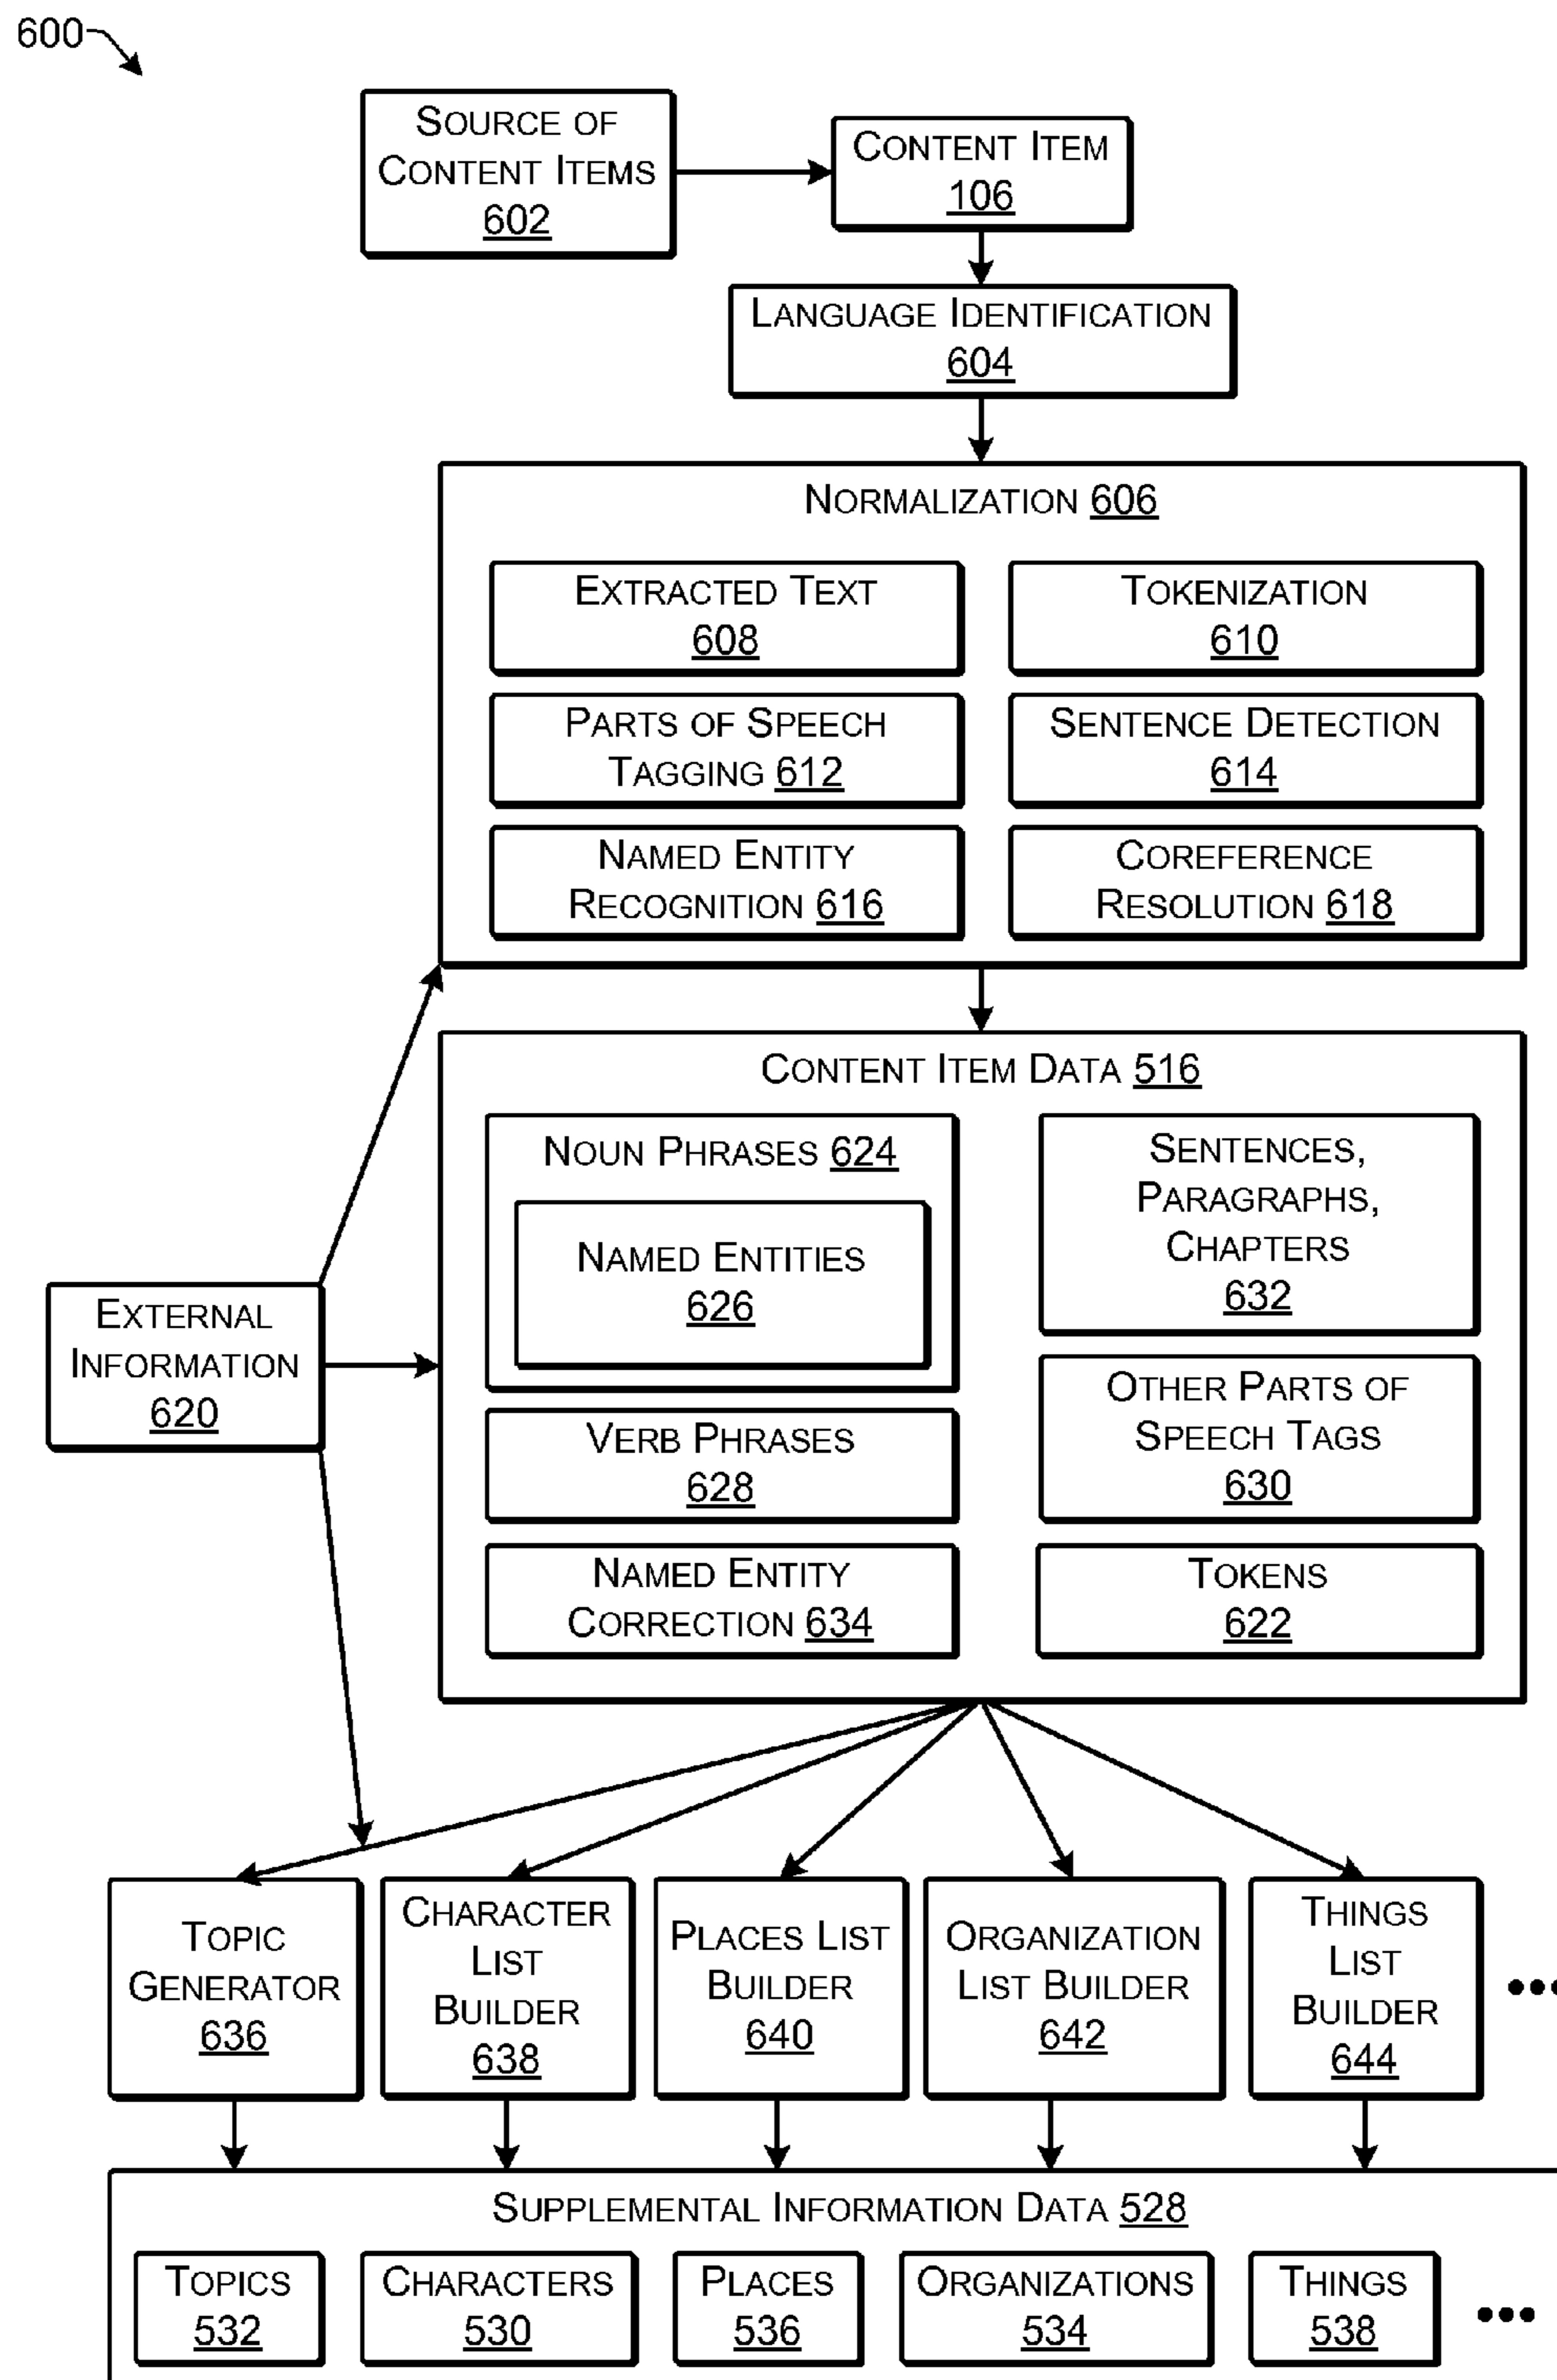 600
SOURCE OF
CONTENT ITEMS
602
CONTENT ITEM
106
LANGUAGE IDENTIFICATION
604
NORMALIZATION 606
EXTRACTED TEXT
608
TOKENIZATION
610
PARTS OF SPEECH
TAGGING 612
SENTENCE DETECTION
614
NAMED ENTITY
RECOGNITION 616
COREFERENCE
RESOLUTION 618
CONTENT ITEM DATA 516
NOUN PHRASES 624
NAMED ENTITIES
626
SENTENCES,
PARAGRAPHS,
CHAPTERS
632
EXTERNAL
INFORMATION
620
VERB PHRASES
628
OTHER PARTS OF
SPEECH TAGS
630
NAMED ENTITY
CORRECTION 634
TOKENS
622
TOPIC
GENERATOR
636
CHARACTER
LIST
BUILDER
638
PLACES LIST
BUILDER
640
ORGANIZATION
LIST BUILDER
642
THINGS
LIST
BUILDER
644
SUPPLEMENTAL INFORMATION DATA 528
TOPICS
532
CHARACTERS
530
PLACES
536
ORGANIZATIONS
534
THINGS
538